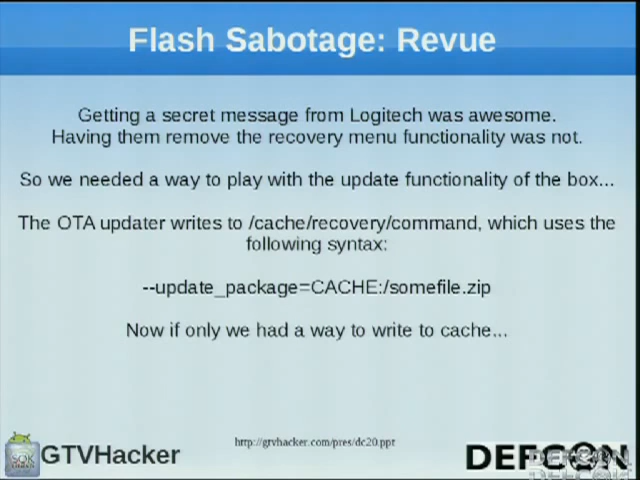 Flash Sabotage: Revue
Getting a secret message from Logitech was awesome.
Having them remove the recovery menu functionality was not.
So we needed a way to play with the update functionality of the box...
The OTA updater writes to /cache/recovery/command, which uses the
following syntax:
--update_package=CACHE:/somefile.zip
Now if only we had a way to write to cache...
http://gtvhacker.com/pres/dc20.ppt
GTVHacker
DEFCON
DEFCON